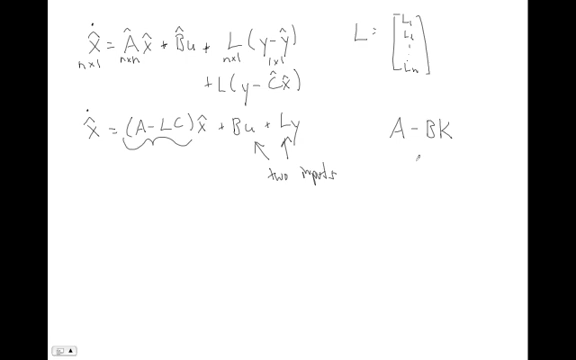 x̂̇ = Âx̂ + B̂u + L(y-ŷ)
n×1 n×n n×1 1×1
+ L(y - Ĉx̂)
L = [L₁ L₂ ⋮ Lₙ]
x̂̇ = (A-LC)x̂ + Bu + Ly
A - BK
two inputs